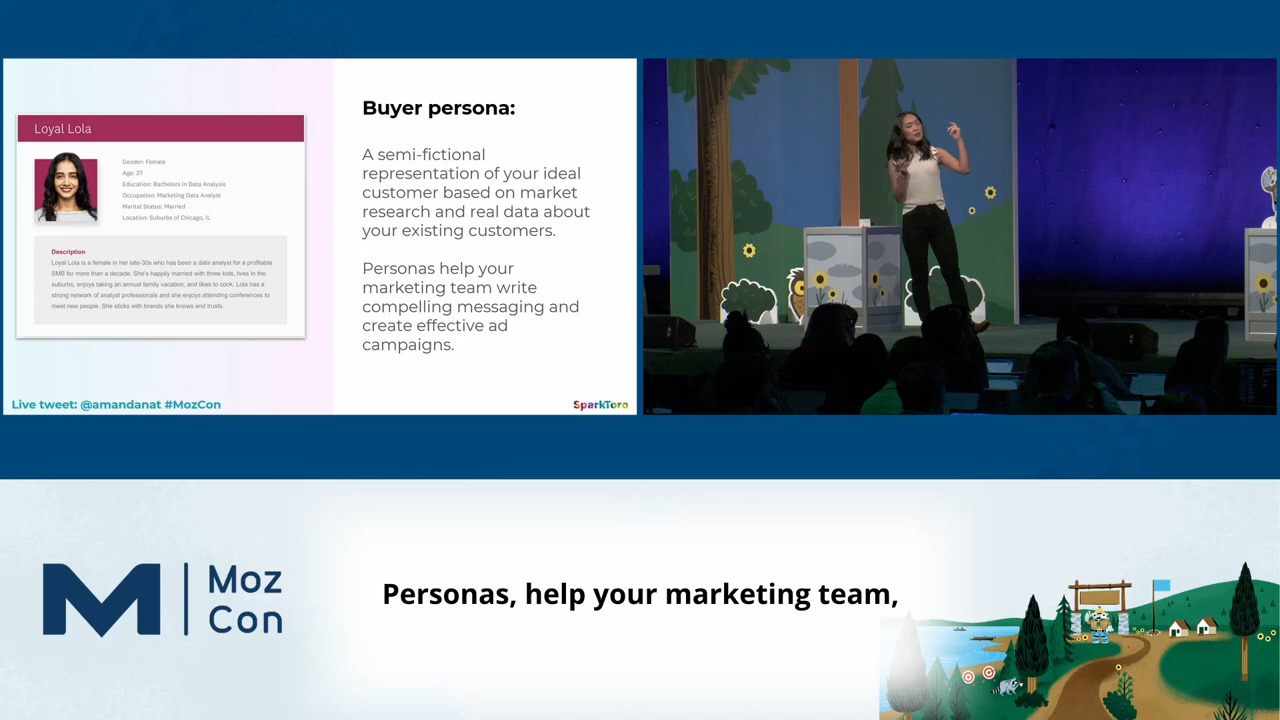 Loyal Lola
Gender: Female
Age: 37
Education: Bachelors in Data Analysis
Occupation: Marketing Data Analyst
Marital Status: Married
Location: Suburbs of Chicago, IL
Description
Loyal Lola is a female in her late-30s who has been a data analyst for a profitable
SMB for more than a decade. She's happily married with three kids, lives in the
suburbs, enjoys taking an annual family vacation, and likes to cook. Lola has a
strong network of analyst professionals and she enjoys attending conferences to
meet new people. She sticks with brands she knows and trusts.
Buyer persona:
A semi-fictional
representation of your ideal
customer based on market
research and real data about
your existing customers.
Personas help your
marketing team write
compelling messaging and
create effective ad
campaigns.
Live tweet: @amandanat #MozCon
SparkToro
Moz
Con
Personas, help your marketing team,